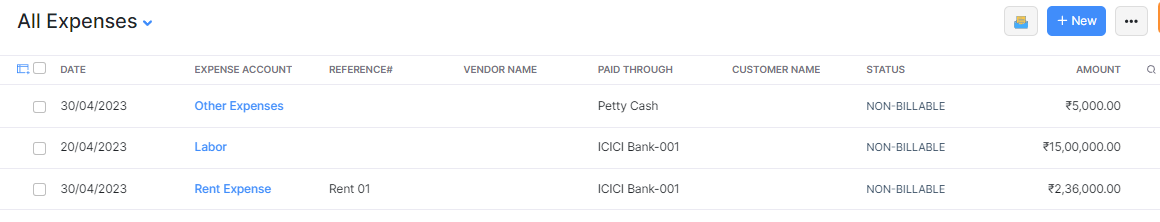 All Expenses
+ New
DATE EXPENSE ACCOUNT REFERENCE# VENDOR NAME PAID THROUGH CUSTOMER NAME STATUS AMOUNT
30/04/2023 Other Expenses Petty Cash NON-BILLABLE ₹5,000.00
20/04/2023 Labor ICICI Bank-001 NON-BILLABLE ₹15,00,000.00
30/04/2023 Rent Expense Rent 01 ICICI Bank-001 NON-BILLABLE ₹2,36,000.00